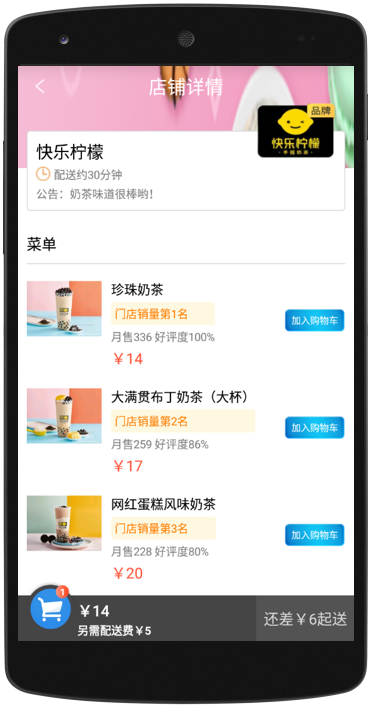 店铺详情
品牌
快乐柠檬
快乐柠檬
配送约30分钟
公告：奶茶味道很棒哟！
菜单
珍珠奶茶
门店销量第1名
月售336 好评度100%
加入购物车
￥14
大满贯布丁奶茶（大杯）
门店销量第2名
月售259 好评度86%
加入购物车
￥17
网红蛋糕风味奶茶
门店销量第3名
月售228 好评度80%
加入购物车
￥20
1
￥14
另需配送费￥5
还差￥6起送